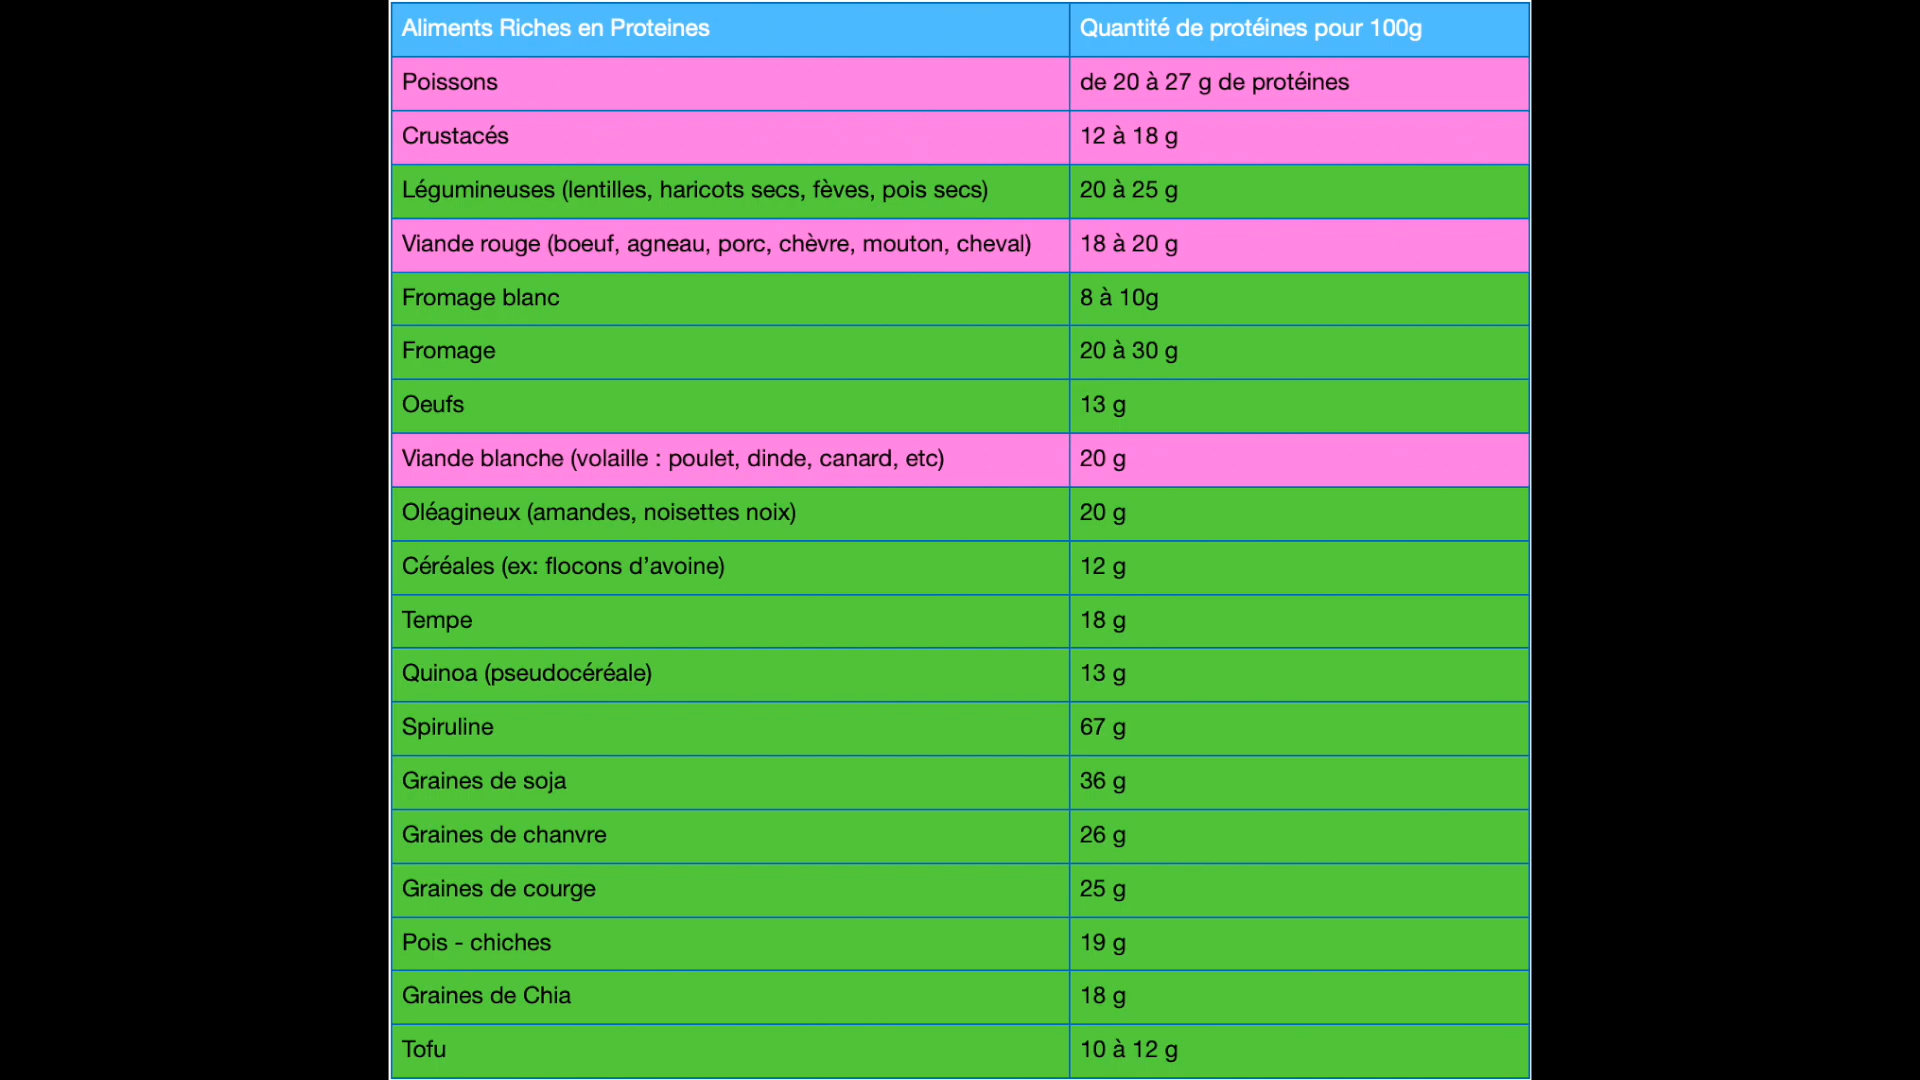 Aliments Riches en Proteines Quantité de protéines pour 100g
Poissons de 20 à 27 g de protéines
Crustacés 12 à 18 g
Légumineuses (lentilles, haricots secs, fèves, pois secs) 20 à 25 g
Viande rouge (boeuf, agneau, porc, chèvre, mouton, cheval) 18 à 20 g
Fromage blanc 8 à 10g
Fromage 20 à 30 g
Oeufs 13 g
Viande blanche (volaille : poulet, dinde, canard, etc) 20 g
Oléagineux (amandes, noisettes noix) 20 g
Céréales (ex: flocons d’avoine) 12 g
Tempe 18 g
Quinoa (pseudocéréale) 13 g
Spiruline 67 g
Graines de soja 36 g
Graines de chanvre 26 g
Graines de courge 25 g
Pois - chiches 19 g
Graines de Chia 18 g
Tofu 10 à 12 g